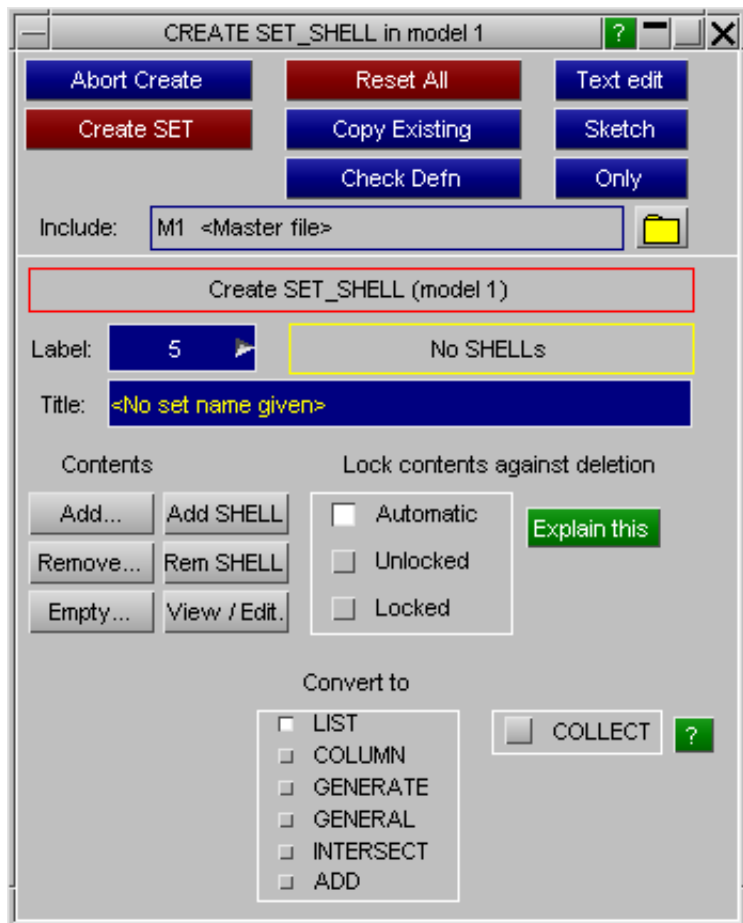 CREATE SET_SHELL in model 1 ?
Abort Create Reset All Text edit
Create SET Copy Existing Sketch
Check Defn Only
Include: M1 <Master file>
Create SET_SHELL (model 1)
Label: 5 No SHELLs
Title: <No set name given>
Contents Lock contents against deletion
Add... Add SHELL Automatic Explain this
Remove... Rem SHELL Unlocked
Empty... View / Edit. Locked
Convert to
LIST COLLECT ?
COLUMN
GENERATE
GENERAL
INTERSECT
ADD